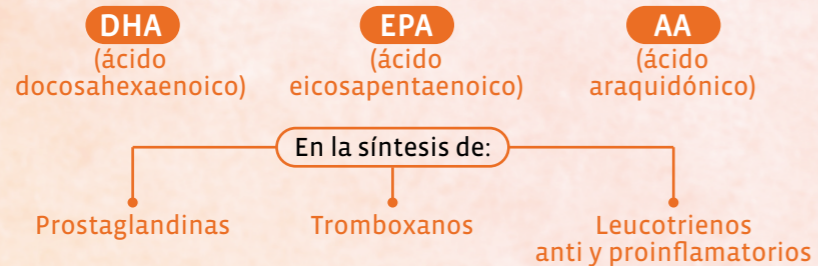 DHA
(ácido
docosahexaenoico)
EPA
(ácido
eicosapentaenoico)
AA
(ácido
araquidónico)
En la síntesis de:
Prostaglandinas
Tromboxanos
Leucotrienos
anti y proinflamatorios